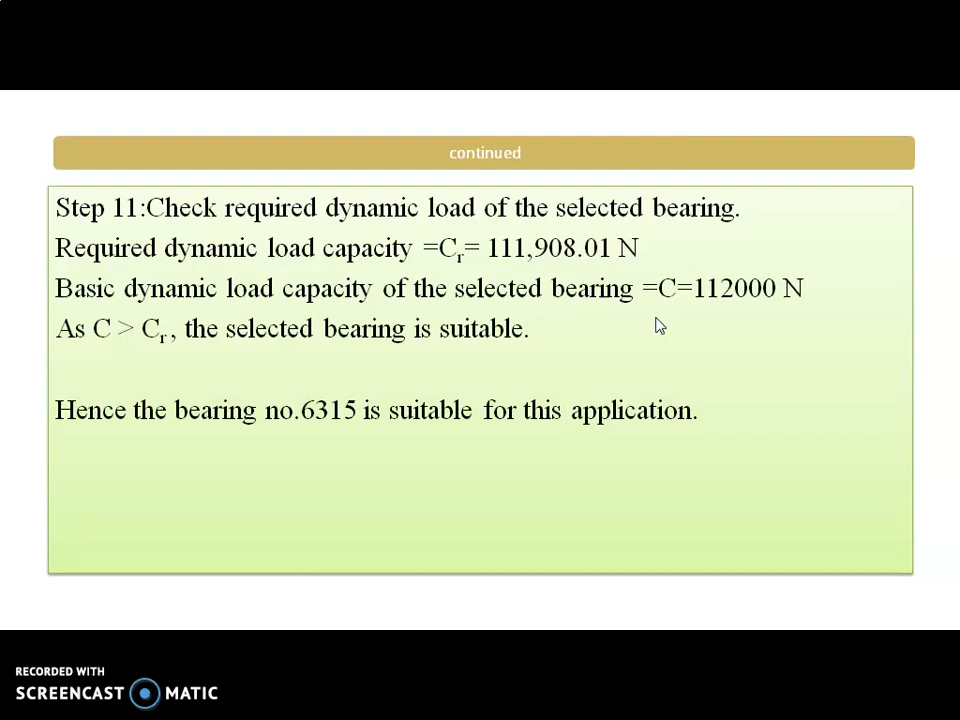 continued
Step 11:Check required dynamic load of the selected bearing.
Required dynamic load capacity =Cr= 111,908.01 N
Basic dynamic load capacity of the selected bearing =C=112000 N
As C > Cr , the selected bearing is suitable.
Hence the bearing no.6315 is suitable for this application.
RECORDED WITH
SCREENCAST MATIC